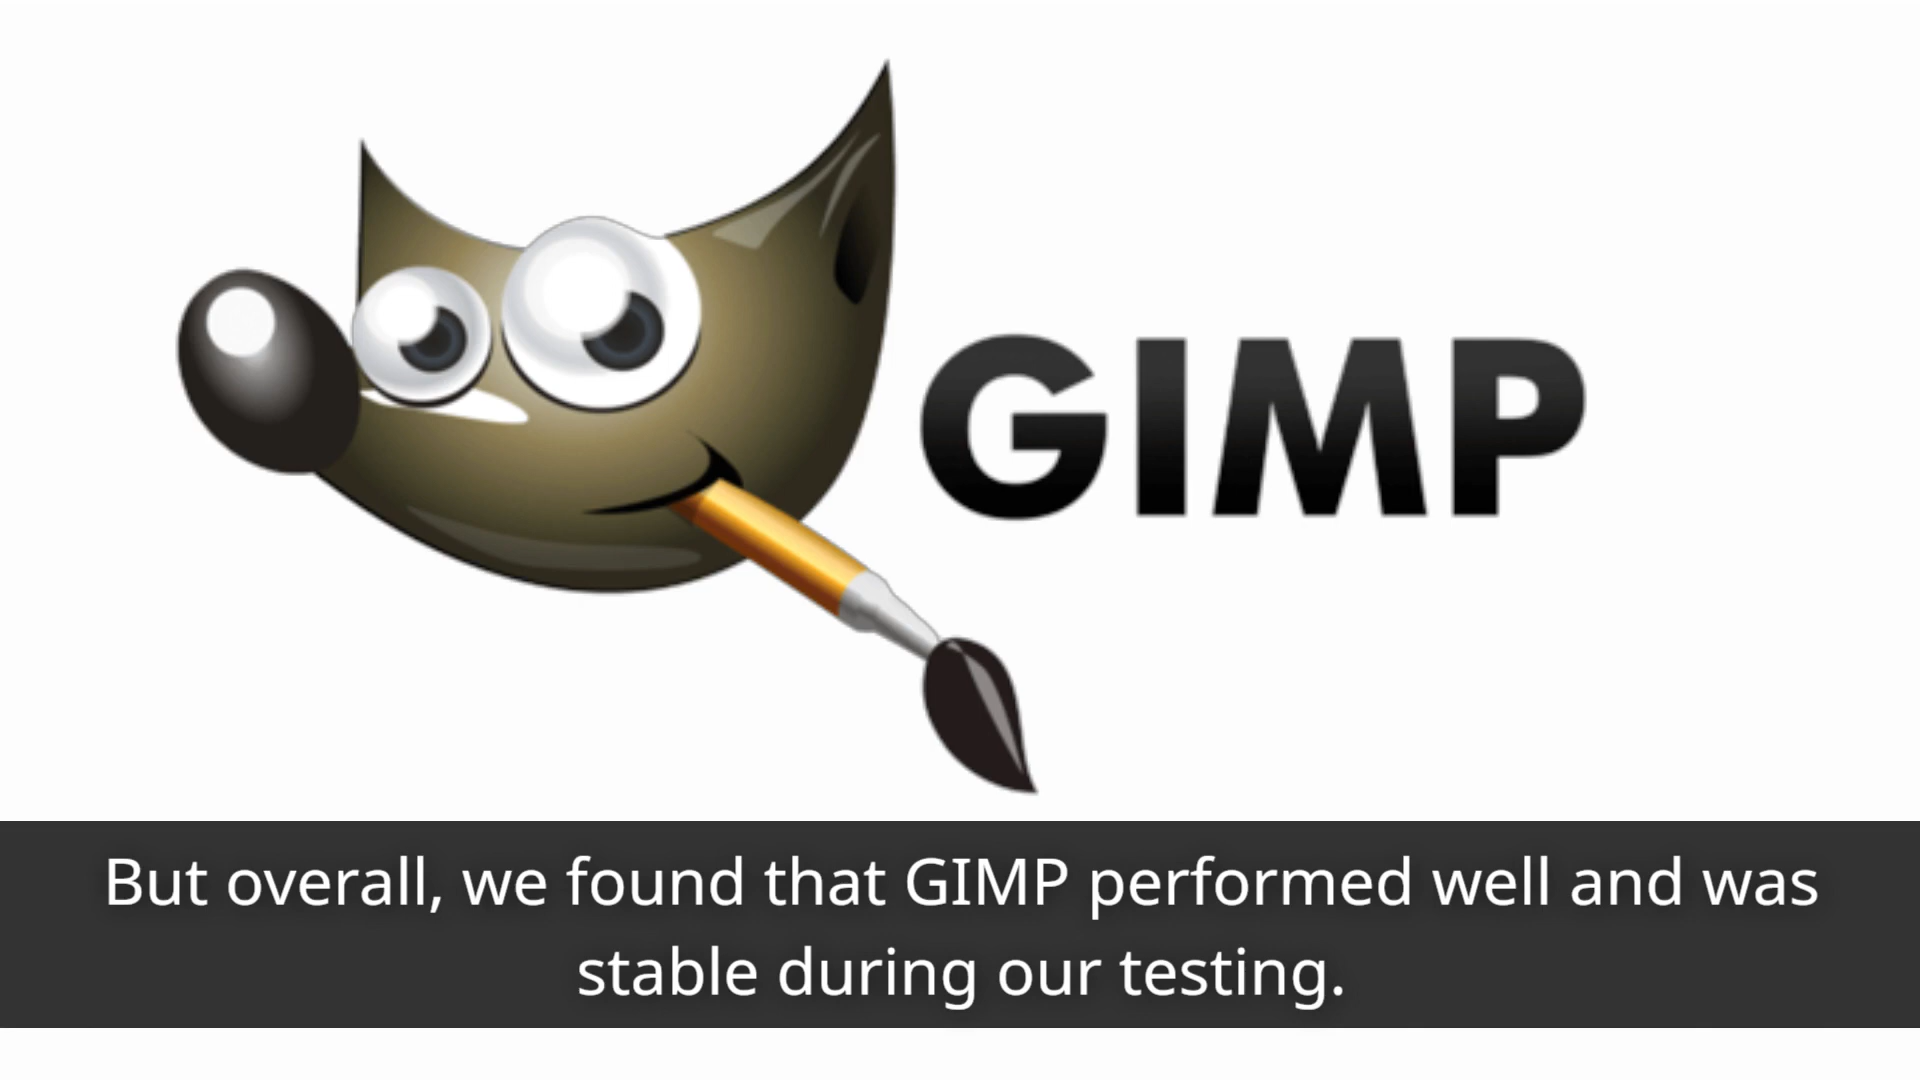 GIMP
But overall, we found that GIMP performed well and was
stable during our testing.